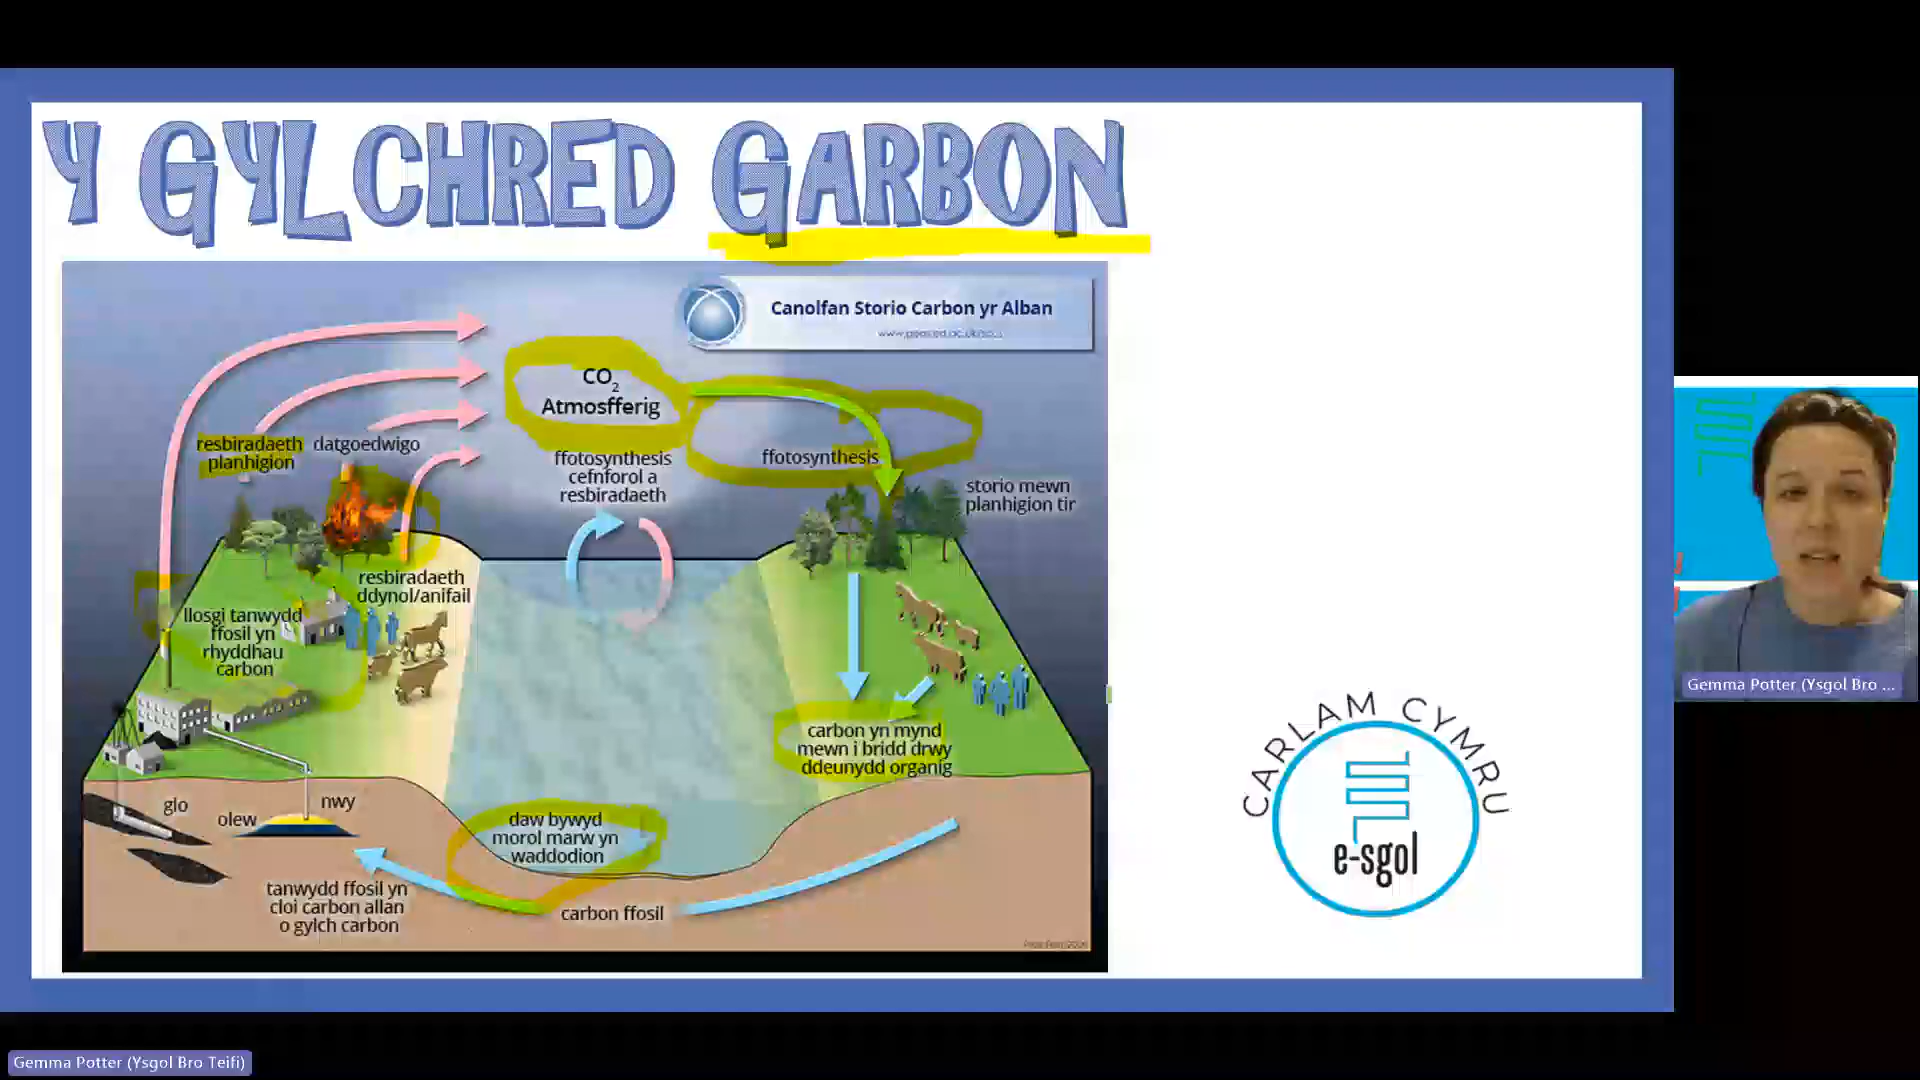 Y GYLCHRED GARBON
Canolfan Storio Carbon yr Alban
CO2
Atmosfferig
resbiradaeth
planhigion
datgoedwigo
ffotosynthesis
cefnforol a
resbiradaeth
ffotosynthesis
storio mewn
planhigion tir
resbiradaeth
ddynol/anifail
llosgi tanwydd
ffosil yn
rhyddhau
carbon
carbon yn mynd
mewn i bridd drwy
ddeunydd organig
glo
olew
nwy
daw bywyd
morol marw yn
waddodion
tanwydd ffosil yn
cloi carbon allan
o gylch carbon
carbon ffosil
CARLAM CYMRU
e-sgol
Gemma Potter (Ysgol Bro ...
Gemma Potter (Ysgol Bro Teifi)